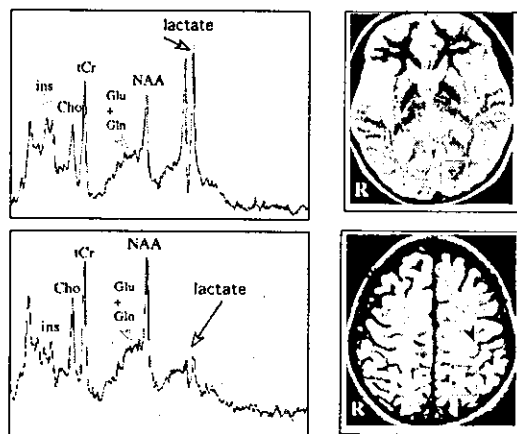 lactate
tCr
NAA
ins
Cho
Glu
+
Gln
R
NAA
tCr
Cho
Glu
+
Gln
lactate
ins
R